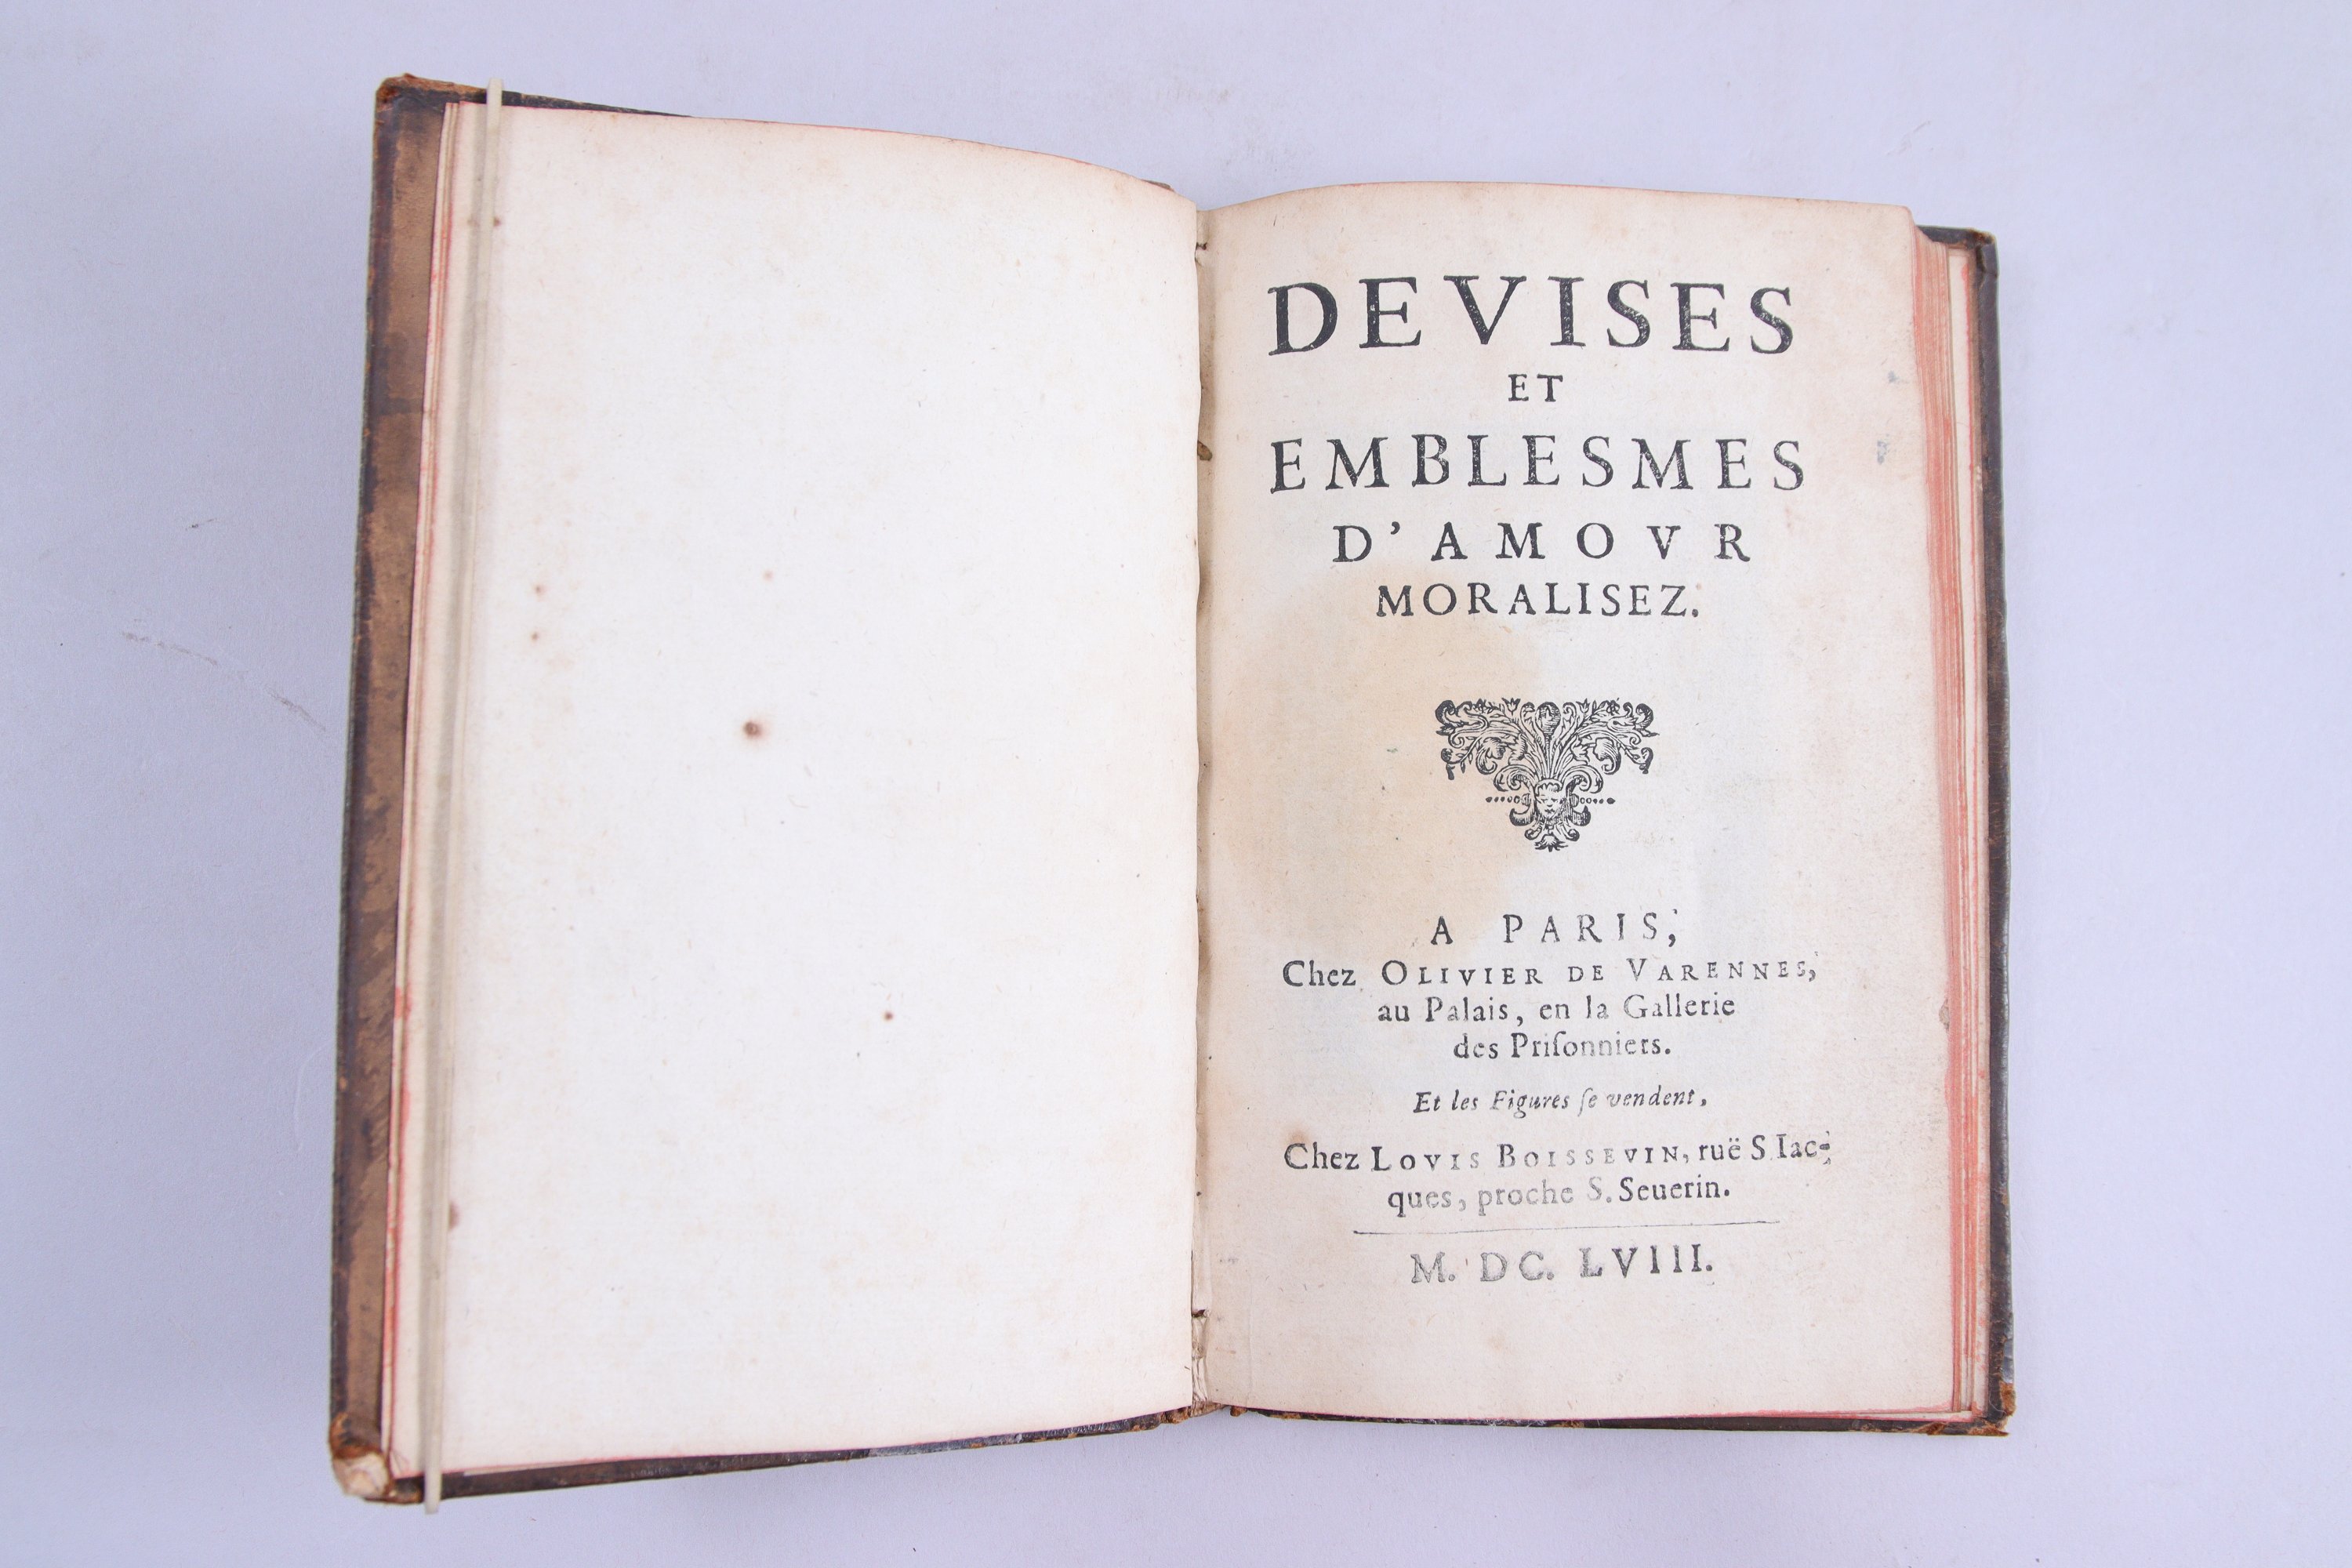 DEVISES
ET
EMBLESMES
D'AMOVR
MORALISEZ.
A PARIS,
Chez OLIVIER DE VARENNES,
au Palais, en la Gallerie
des Priſonniers.
Et les Figures ſe vendent,
Chez LOVIS BOISSEVIN, ruë S. Iac-
ques, proche S. Seuerin.
M. DC. LVIII.